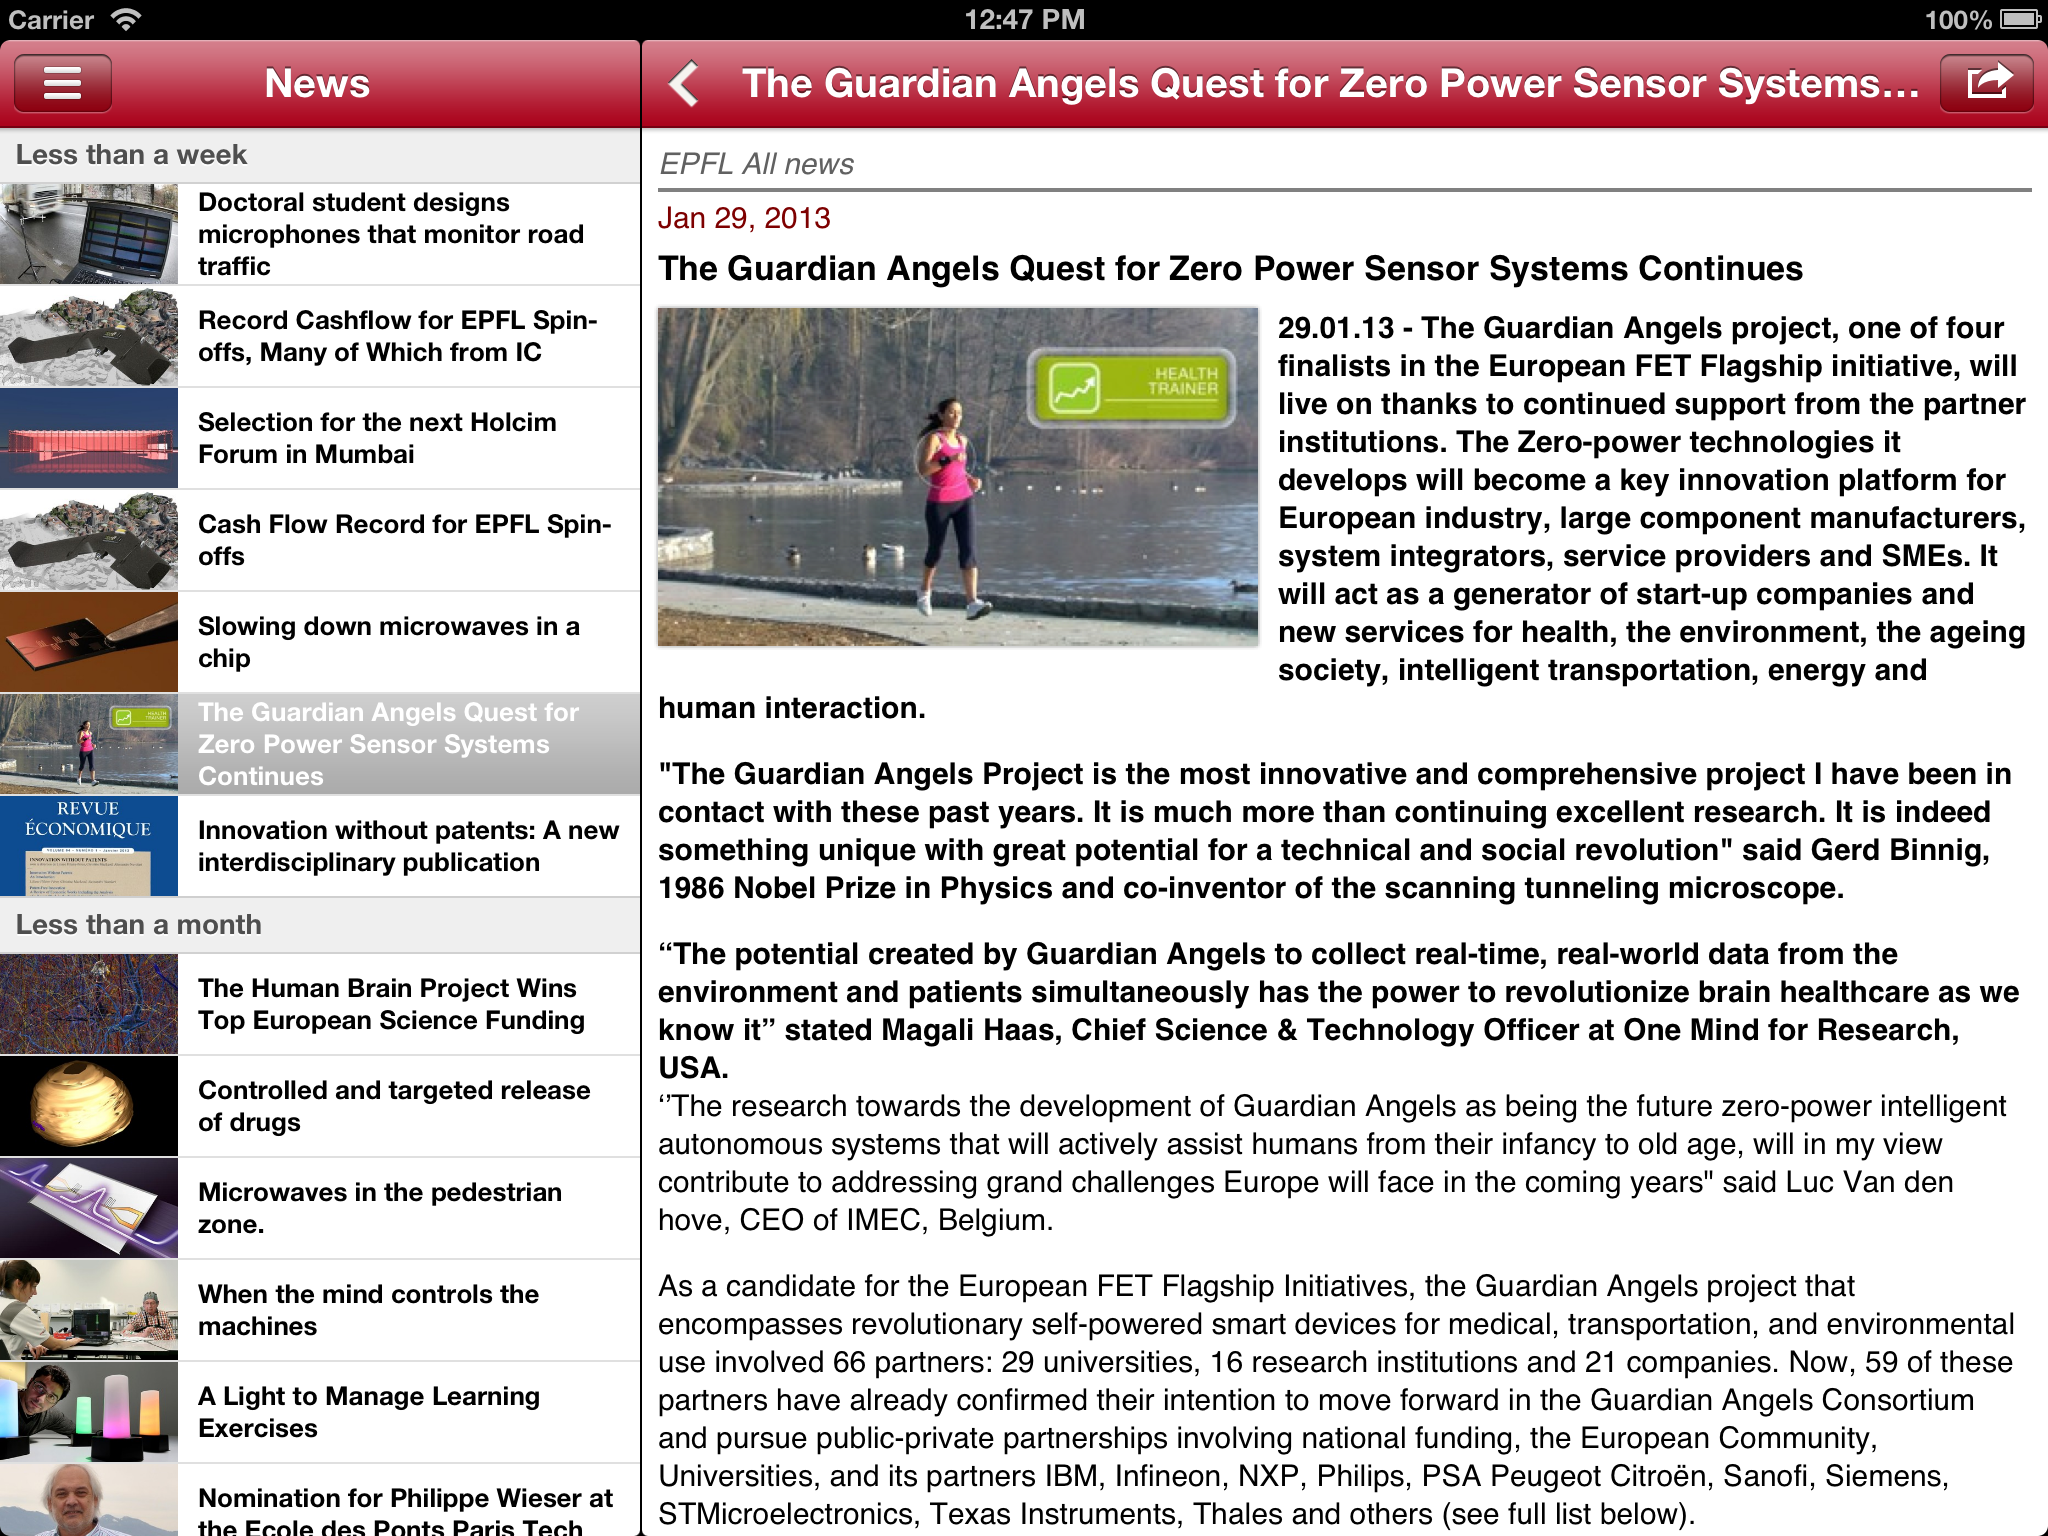 Carrier
12:47 PM
100%
News
Less than a week
Doctoral student designs
microphones that monitor road
traffic
Record Cashflow for EPFL Spin-
offs, Many of Which from IC
Selection for the next Holcim
Forum in Mumbai
Cash Flow Record for EPFL Spin-
offs
Slowing down microwaves in a
chip
HEALTH
TRAINER
The Guardian Angels Quest for
Zero Power Sensor Systems
Continues
REVUE
ÉCONOMIQUE
INNOVATION WITHOUT PATENTS
Innovation without patents: A new
interdisciplinary publication
Less than a month
The Human Brain Project Wins
Top European Science Funding
Controlled and targeted release
of drugs
Microwaves in the pedestrian
zone.
When the mind controls the
machines
A Light to Manage Learning
Exercises
Nomination for Philippe Wieser at
the Ecole des Ponts Paris Tech
The Guardian Angels Quest for Zero Power Sensor Systems...
EPFL All news
Jan 29, 2013
The Guardian Angels Quest for Zero Power Sensor Systems Continues
HEALTH
TRAINER
29.01.13 - The Guardian Angels project, one of four
finalists in the European FET Flagship initiative, will
live on thanks to continued support from the partner
institutions. The Zero-power technologies it
develops will become a key innovation platform for
European industry, large component manufacturers,
system integrators, service providers and SMEs. It
will act as a generator of start-up companies and
new services for health, the environment, the ageing
society, intelligent transportation, energy and
human interaction.
"The Guardian Angels Project is the most innovative and comprehensive project I have been in
contact with these past years. It is much more than continuing excellent research. It is indeed
something unique with great potential for a technical and social revolution" said Gerd Binnig,
1986 Nobel Prize in Physics and co-inventor of the scanning tunneling microscope.
“The potential created by Guardian Angels to collect real-time, real-world data from the
environment and patients simultaneously has the power to revolutionize brain healthcare as we
know it” stated Magali Haas, Chief Science & Technology Officer at One Mind for Research,
USA.
‘’The research towards the development of Guardian Angels as being the future zero-power intelligent
autonomous systems that will actively assist humans from their infancy to old age, will in my view
contribute to addressing grand challenges Europe will face in the coming years" said Luc Van den
hove, CEO of IMEC, Belgium.
As a candidate for the European FET Flagship Initiatives, the Guardian Angels project that
encompasses revolutionary self-powered smart devices for medical, transportation, and environmental
use involved 66 partners: 29 universities, 16 research institutions and 21 companies. Now, 59 of these
partners have already confirmed their intention to move forward in the Guardian Angels Consortium
and pursue public-private partnerships involving national funding, the European Community,
Universities, and its partners IBM, Infineon, NXP, Philips, PSA Peugeot Citroën, Sanofi, Siemens,
STMicroelectronics, Texas Instruments, Thales and others (see full list below).